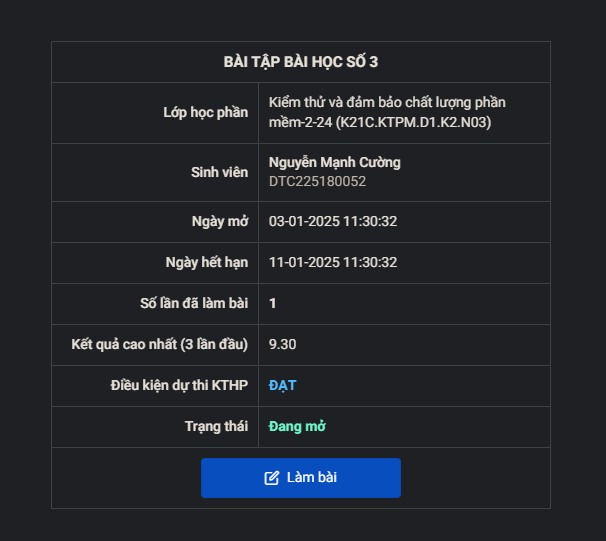 BÀI TẬP BÀI HỌC SỐ 3
Lớp học phần
Kiểm thử và đảm bảo chất lượng phần
mềm-2-24 (K21C.KTPM.D1.K2.N03)
Sinh viên
Nguyễn Mạnh Cường
DTC225180052
Ngày mở
03-01-2025 11:30:32
Ngày hết hạn
11-01-2025 11:30:32
Số lần đã làm bài
1
Kết quả cao nhất (3 lần đầu)
9.30
Điều kiện dự thi KTHP
ĐẠT
Trạng thái
Đang mở
Làm bài